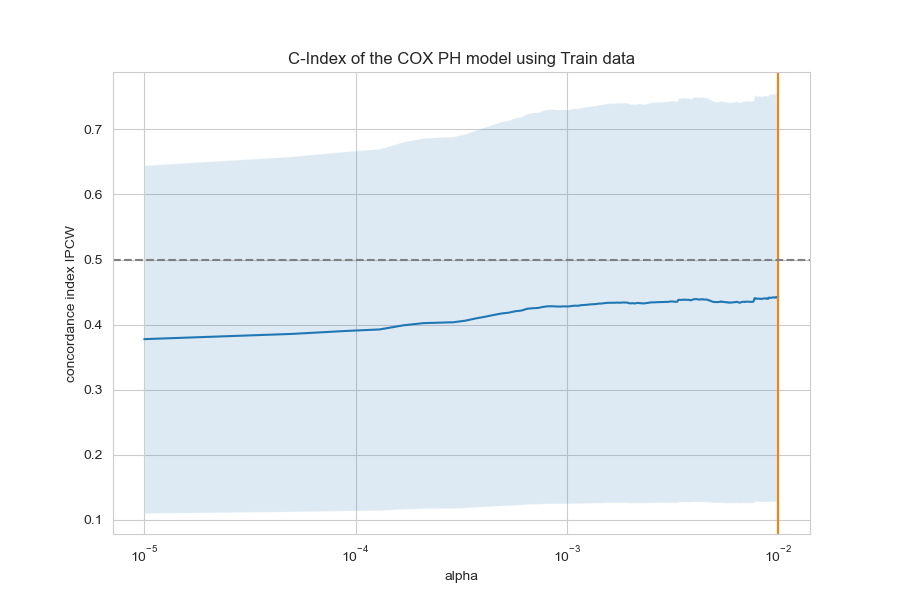 C-Index of the COX PH model using Train data
concordance index IPCW
0.7
0.6
0.5
0.4
0.3
0.2
0.1
10⁻⁵ 10⁻⁴ 10⁻³ 10⁻²
alpha